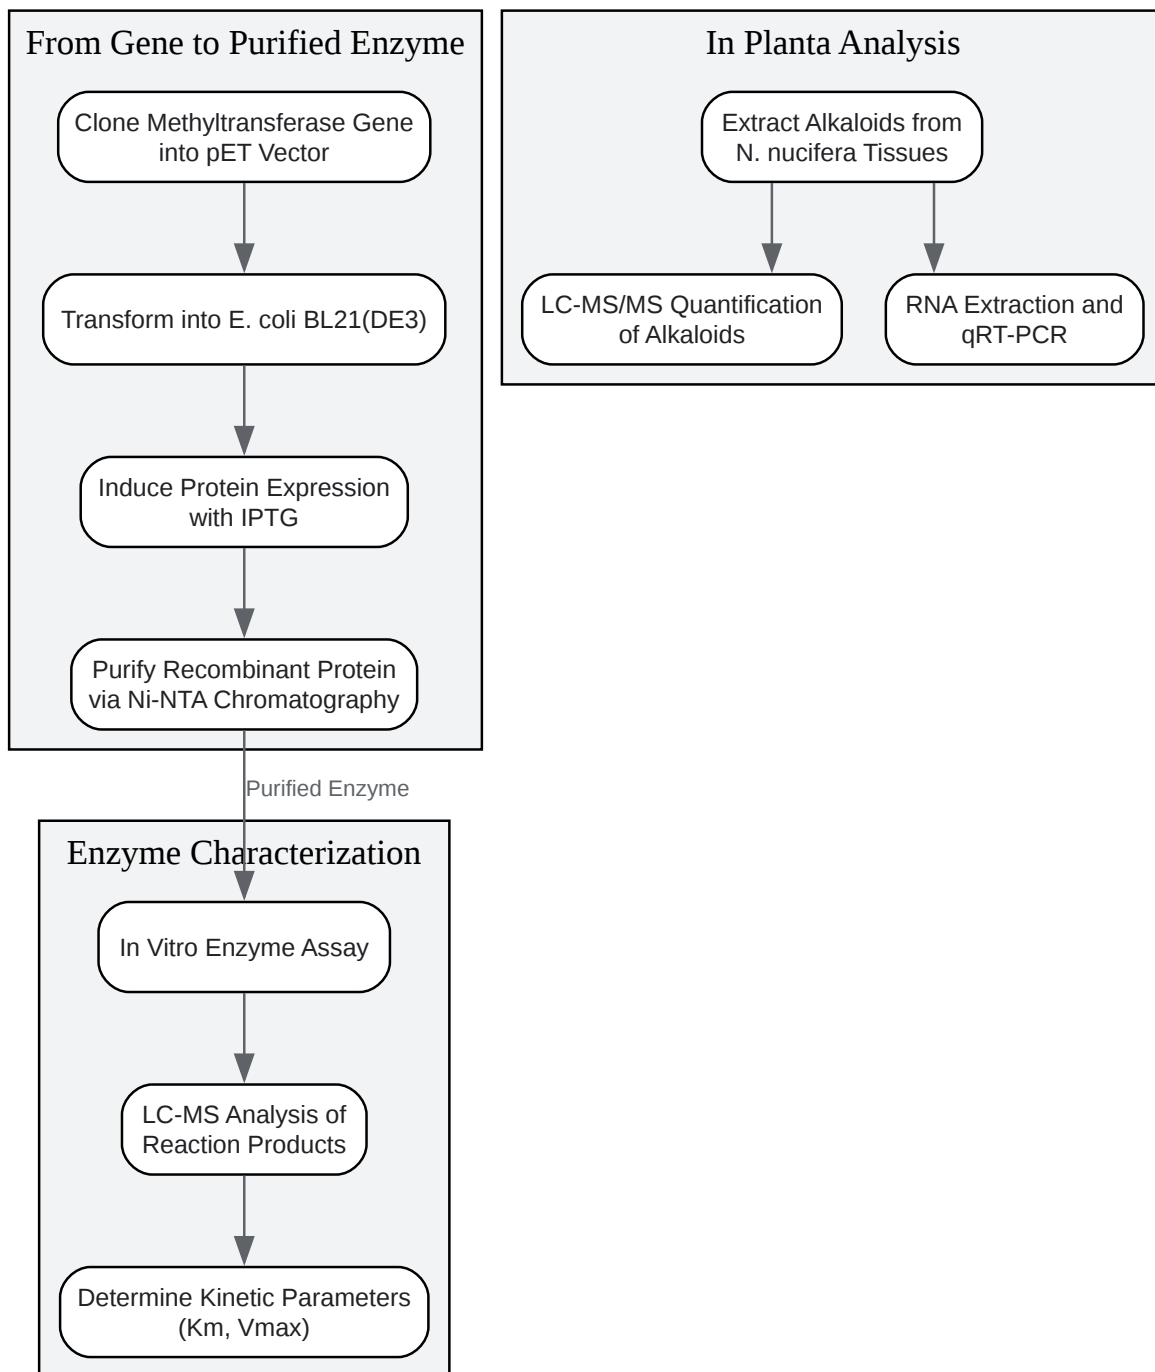 From Gene to Purified Enzyme
Clone Methyltransferase Gene
into pET Vector
Transform into E. coli BL21(DE3)
Induce Protein Expression
with IPTG
Purify Recombinant Protein
via Ni-NTA Chromatography
Purified Enzyme
Enzyme Characterization
In Vitro Enzyme Assay
LC-MS Analysis of
Reaction Products
Determine Kinetic Parameters
(Km, Vmax)
In Planta Analysis
Extract Alkaloids from
N. nucifera Tissues
LC-MS/MS Quantification
of Alkaloids
RNA Extraction and
qRT-PCR